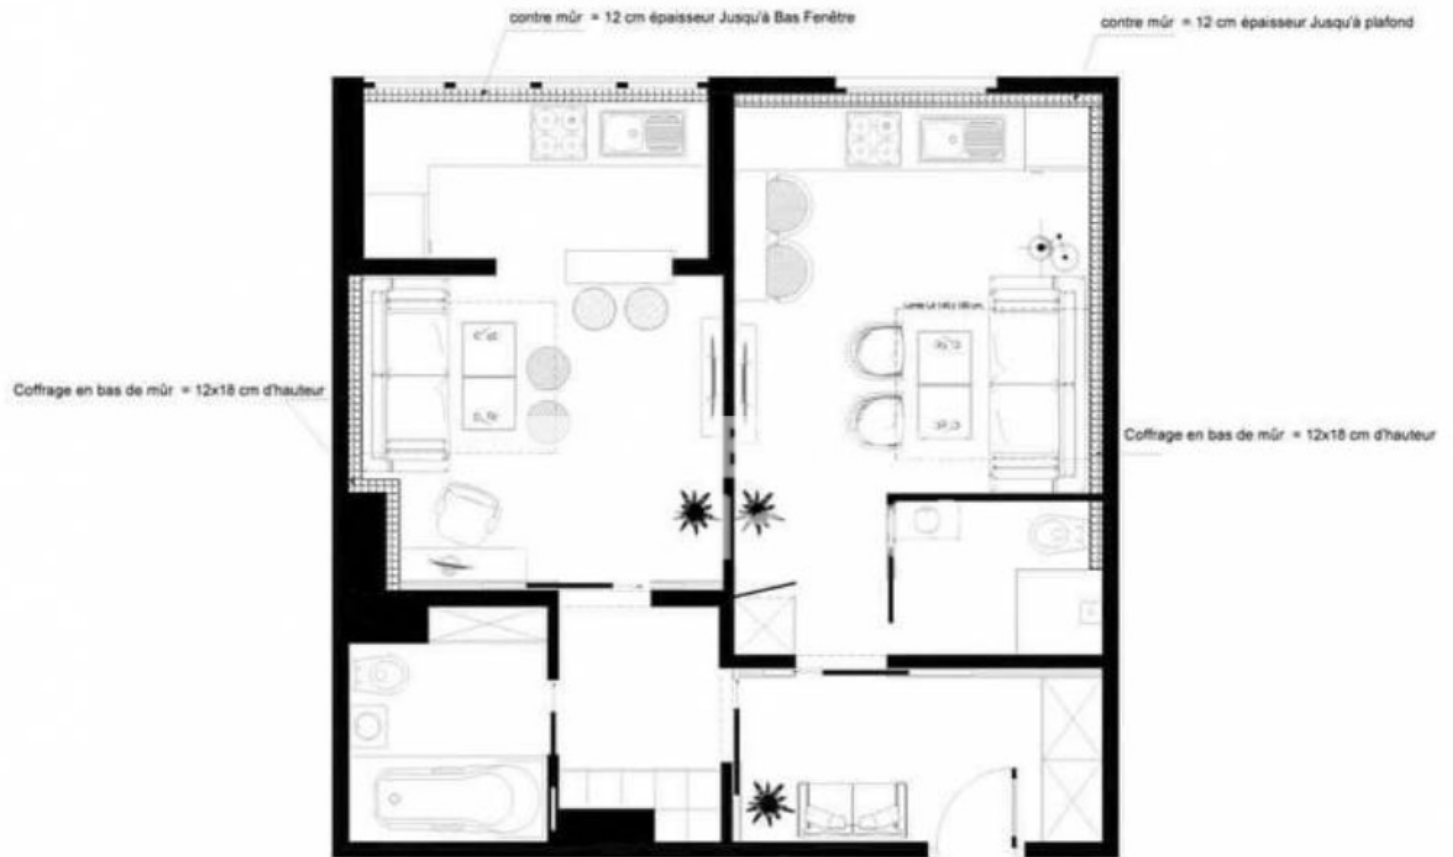 contre mûr = 12 cm épaisseur Jusqu'à Bas Fenêtre
contre mûr = 12 cm épaisseur Jusqu'à plafond
Coffrage en bas de mûr = 12x18 cm d'hauteur
Coffrage en bas de mûr = 12x18 cm d'hauteur